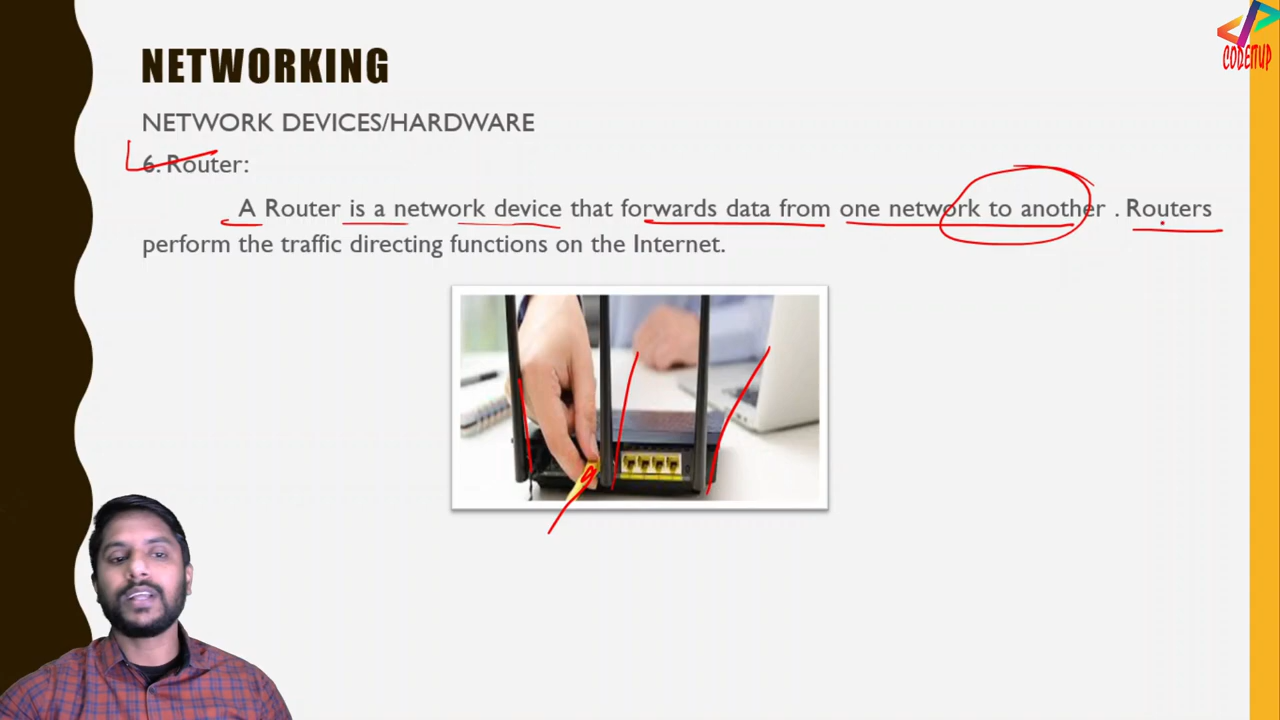 CODEITUP
NETWORKING
NETWORK DEVICES/HARDWARE
6. Router:
A Router is a network device that forwards data from one network to another . Routers
perform the traffic directing functions on the Internet.